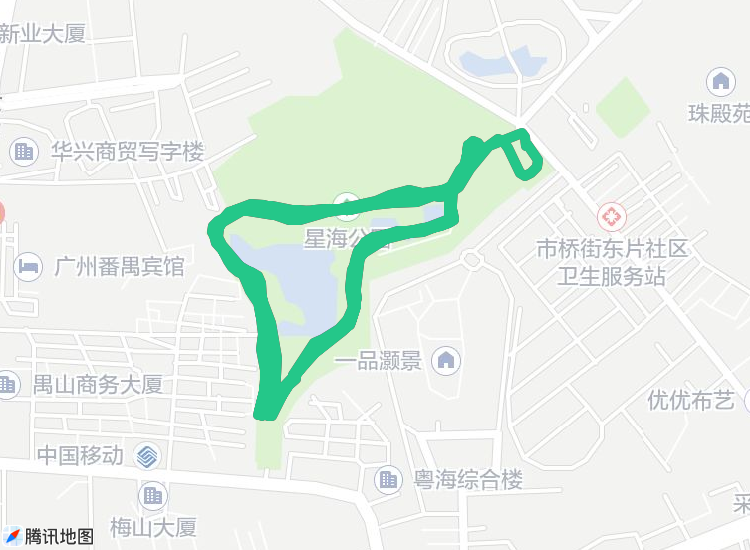 新业大厦
珠殿苑
华兴商贸写字楼
星海公园
市桥街东片社区
卫生服务站
广州番禺宾馆
一品灏景
禺山商务大厦
优优布艺
中国移动
粤海综合楼
采
梅山大厦
腾讯地图